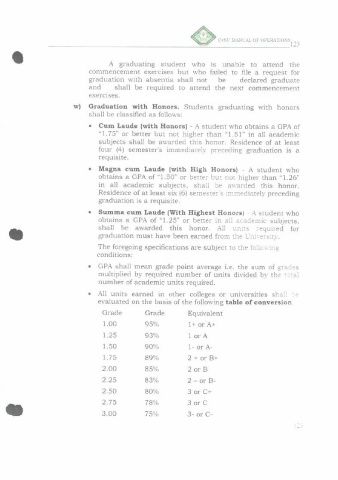 MANUAL OF OPERATIONS
A graduating student who is unable to attend the
commencement exercises but who failed to file a request for
graduation with absentia shall not be declared graduate
and shall be required to attend the next commencement
exercises.
w) Graduation with Honors. Students graduating with honors
shall be classified as follows:
• Cum Laude (with Honors) - A student who obtains a GPA of
"1.75" or better but not higher than "1.51" in all academic
subjects shall be awarded this honor. Residence of at least
four (4) semester's immediately preceding graduation is a
requisite.
• Magna cum Laude (with High Honors) - A student who
obtains a GPA of "1.50" or better but not higher than "1.26"
in all academic subjects, shall be awarded this honor.
Residence of at least six (6) semester's immediately preceding
graduation is a requisite.
• Summa cum Laude (With Highest Honors) - A student who
obtains a GPA of "1.25" or better in all academic subjects,
shall be awarded this honor. All units required for
graduation must have been earned from the University.
The foregoing specifications are subject to the following
conditions:
• GPA shall mean grade point average i.e. the sum of grades
multiplied by required number of units divided by the total
number of academic units required.
• All units earned in other colleges or universities shall be
evaluated on the basis of the following table of conversion
Grade Grade Equivalent
1.00 95% 1+ or A+
1.25 93% 1 or A
1.50 90% 1- or A-
1.75 89% 2 + or B+
2.00 85% 2 or B
2.25 83% 2 - or B-
2.50 80% 3 or C+
2.75 78% 3 or C
3.00 75% 3- or C-